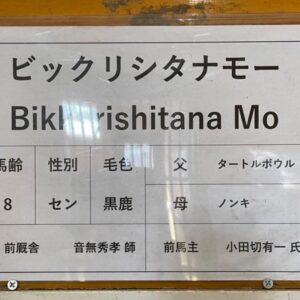 ビックリシタナモー
Bikkurishitana Mo
馬齢 性別 毛色 父 タートルボウル
8 セン 黒鹿 母 ノンキ
前厩舎 音無秀孝 師 前馬主 小田切有一 氏